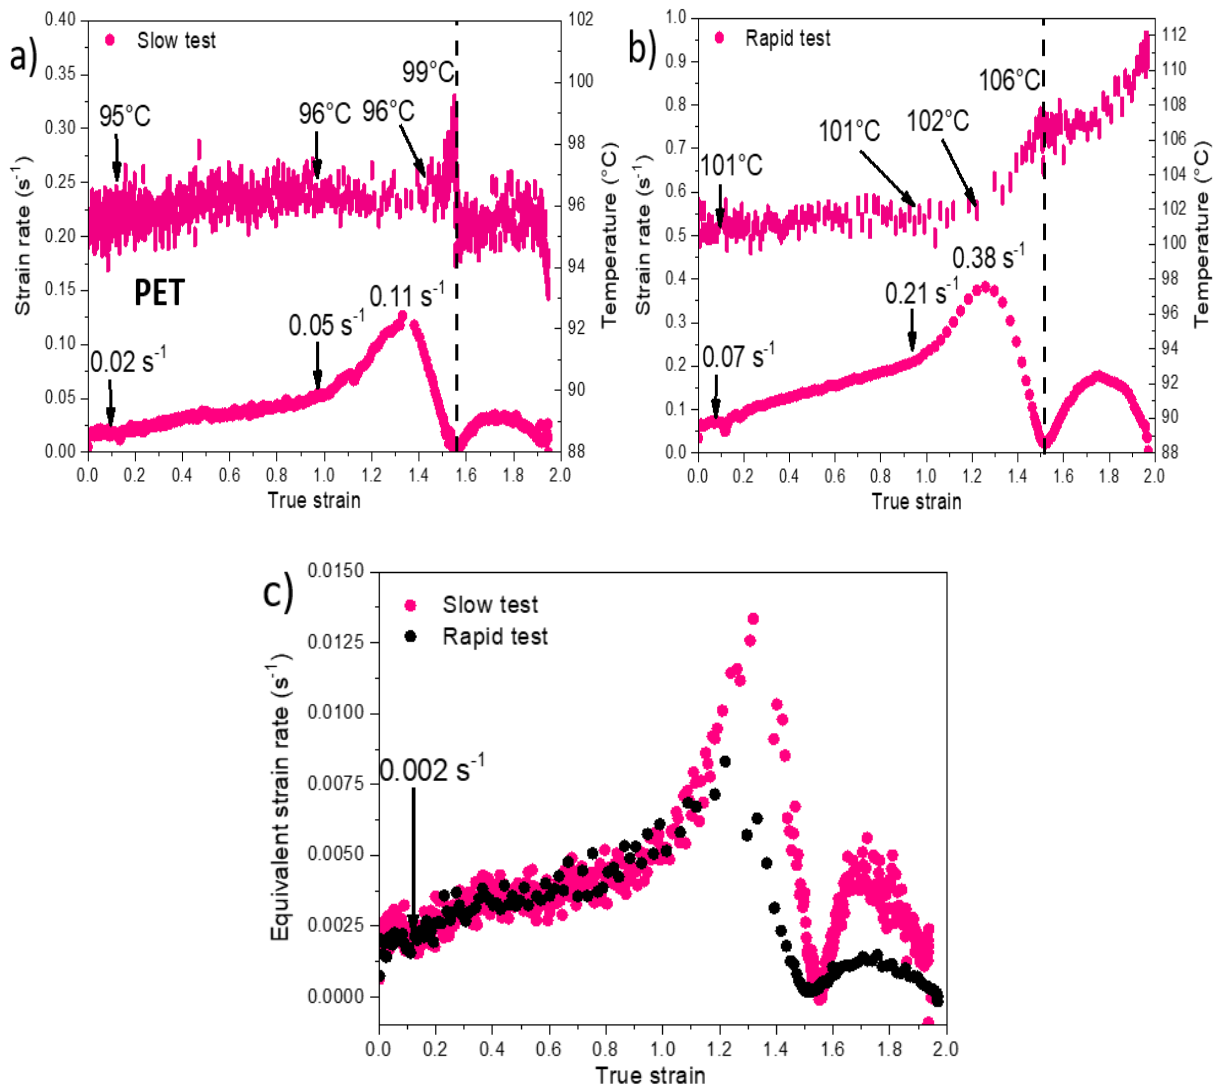 a)
Slow test
95°C
96°C
96°C
99°C
PET
0.02 s⁻¹
0.05 s⁻¹
0.11 s⁻¹
Strain rate (s⁻¹)
0.40
0.35
0.30
0.25
0.20
0.15
0.10
0.05
0.00
Temperature (°C)
102
100
98
96
94
92
90
88
0.0 0.2 0.4 0.6 0.8 1.0 1.2 1.4 1.6 1.8 2.0
True strain
b)
Rapid test
101°C
101°C
102°C
106°C
0.07 s⁻¹
0.21 s⁻¹
0.38 s⁻¹
Strain rate (s⁻¹)
1.0
0.9
0.8
0.7
0.6
0.5
0.4
0.3
0.2
0.1
0.0
Temperature (°C)
112
110
108
106
104
102
100
98
96
94
92
90
88
0.0 0.2 0.4 0.6 0.8 1.0 1.2 1.4 1.6 1.8 2.0
True strain
c)
Slow test
Rapid test
0.002 s⁻¹
Equivalent strain rate (s⁻¹)
0.0150
0.0125
0.0100
0.0075
0.0050
0.0025
0.0000
0.0 0.2 0.4 0.6 0.8 1.0 1.2 1.4 1.6 1.8 2.0
True strain